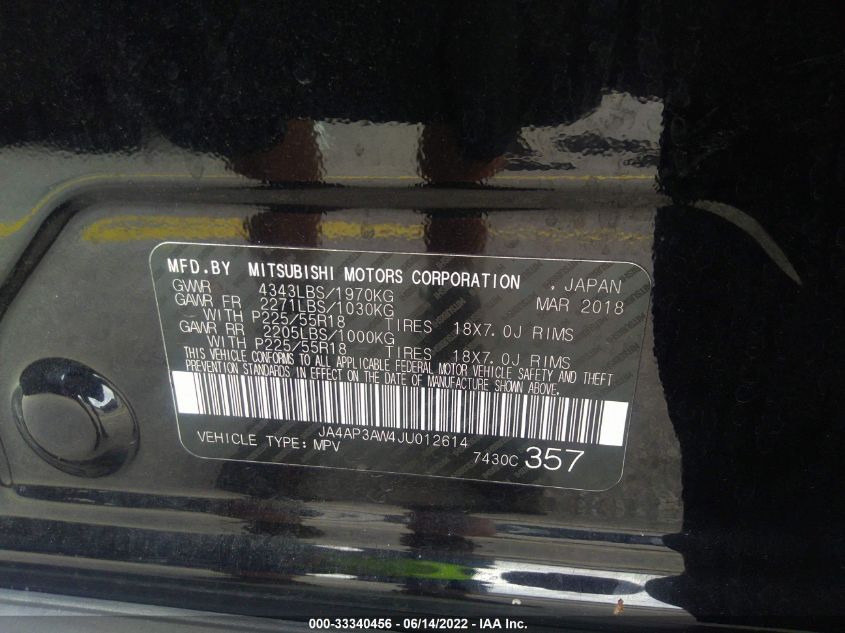 MFD.BY MITSUBISHI MOTORS CORPORATION , JAPAN
GVWR 4343LBS/1970KG MAR 2018
GAWR FR 2271LBS/1030KG
WITH P225/55R18 TIRES 18X7.0J RIMS
GAWR RR 2205LBS/1000KG
WITH P225/55R18 TIRES 18X7.0J RIMS
THIS VEHICLE CONFORMS TO ALL APPLICABLE FEDERAL MOTOR VEHICLE SAFETY AND THEFT
PREVENTION STANDARDS IN EFFECT ON THE DATE OF MANUFACTURE SHOWN ABOVE.
JA4AP3AW4JU012614
VEHICLE TYPE: MPV
7430C 357
000-33340456 - 06/14/2022 - IAA Inc.